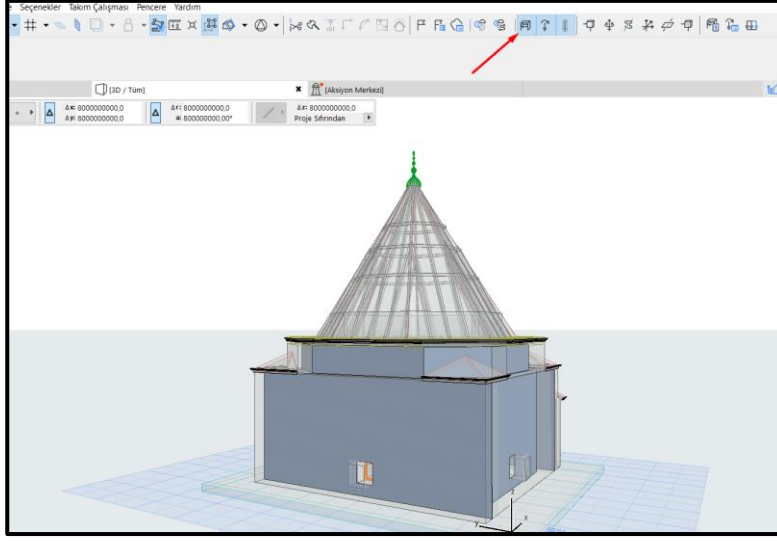 Seçenekler Takım Çalışması Pencere Yardım
[3D / Tüm]
[Aksiyon Merkezi]
Δx: 8000000000,0
Δy: 8000000000,0
Δr: 8000000000,0
a: 800000000,00°
Δz: 8000000000,0
Proje Sıfırından
z
y
x